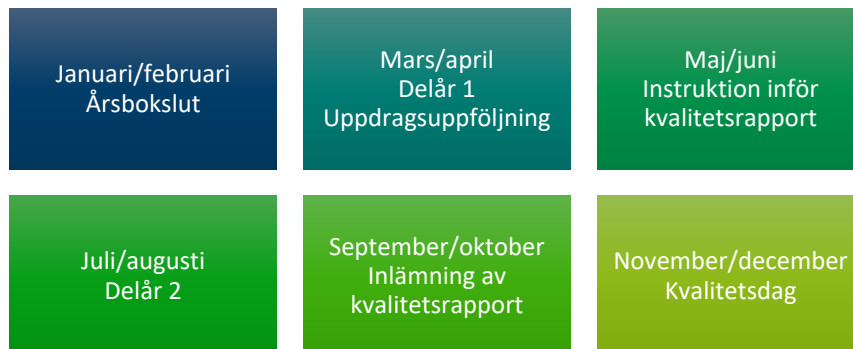 Januari/februari
Årsbokslut
Mars/april
Delår 1
Uppdragsuppföljning
Maj/juni
Instruktion inför
kvalitetsrapport
Juli/augusti
Delår 2
September/oktober
Inlämning av
kvalitetsrapport
November/december
Kvalitetsdag